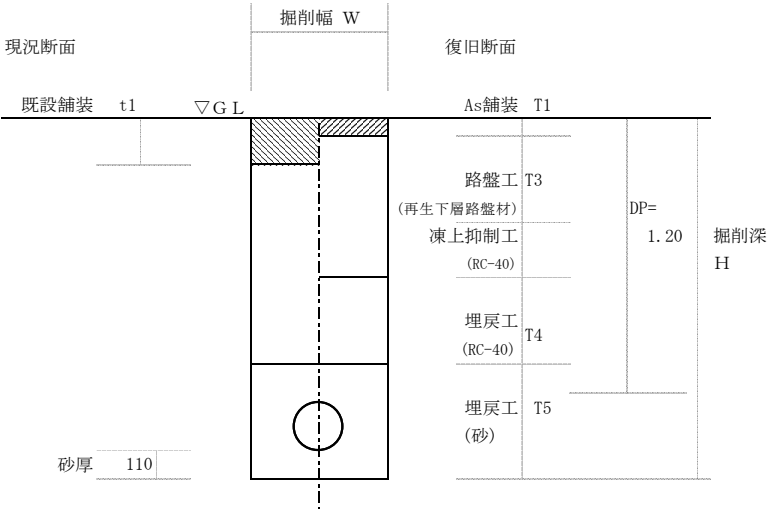 掘削幅 W
現況断面
復旧断面
既設舗装 t1
▽GL
As舗装 T1
路盤工 T3
(再生下層路盤材)
DP=
凍上抑制工
1.20
掘削深
(RC-40)
H
埋戻工
T4
(RC-40)
埋戻工 T5
(砂)
砂厚 110